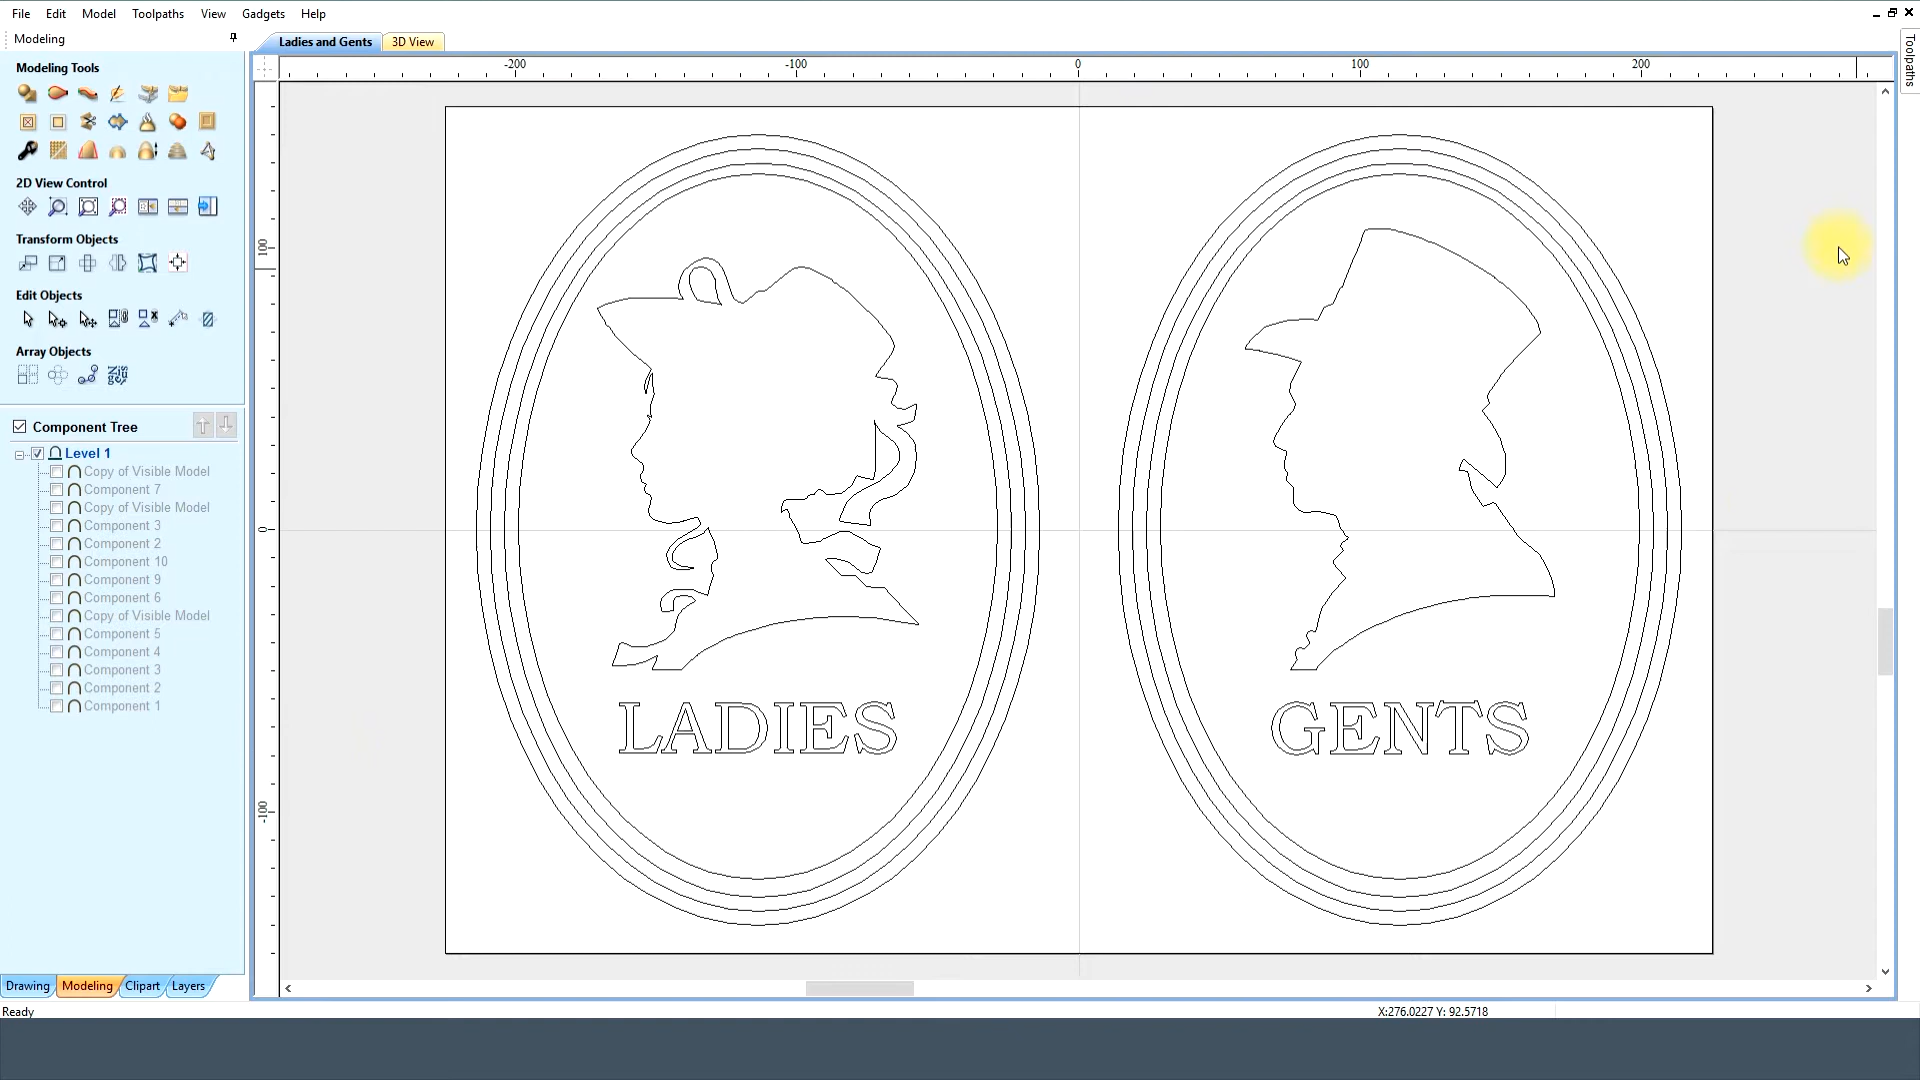 File Edit Model Toolpaths View Gadgets Help
Modeling
Ladies and Gents 3D View
Toolpaths
-200 -100 0 100 200
Modeling Tools
2D View Control
Transform Objects
100
Edit Objects
Array Objects
Component Tree
Level 1
Copy of Visible Model
Component 7
Copy of Visible Model
Component 3
0
Component 2
Component 10
Component 9
Component 6
Copy of Visible Model
Component 5
Component 4
Component 3
Component 2
Component 1
LADIES GENTS
-100
Drawing Modeling Clipart Layers
Ready
X:276.0227 Y: 92.5718